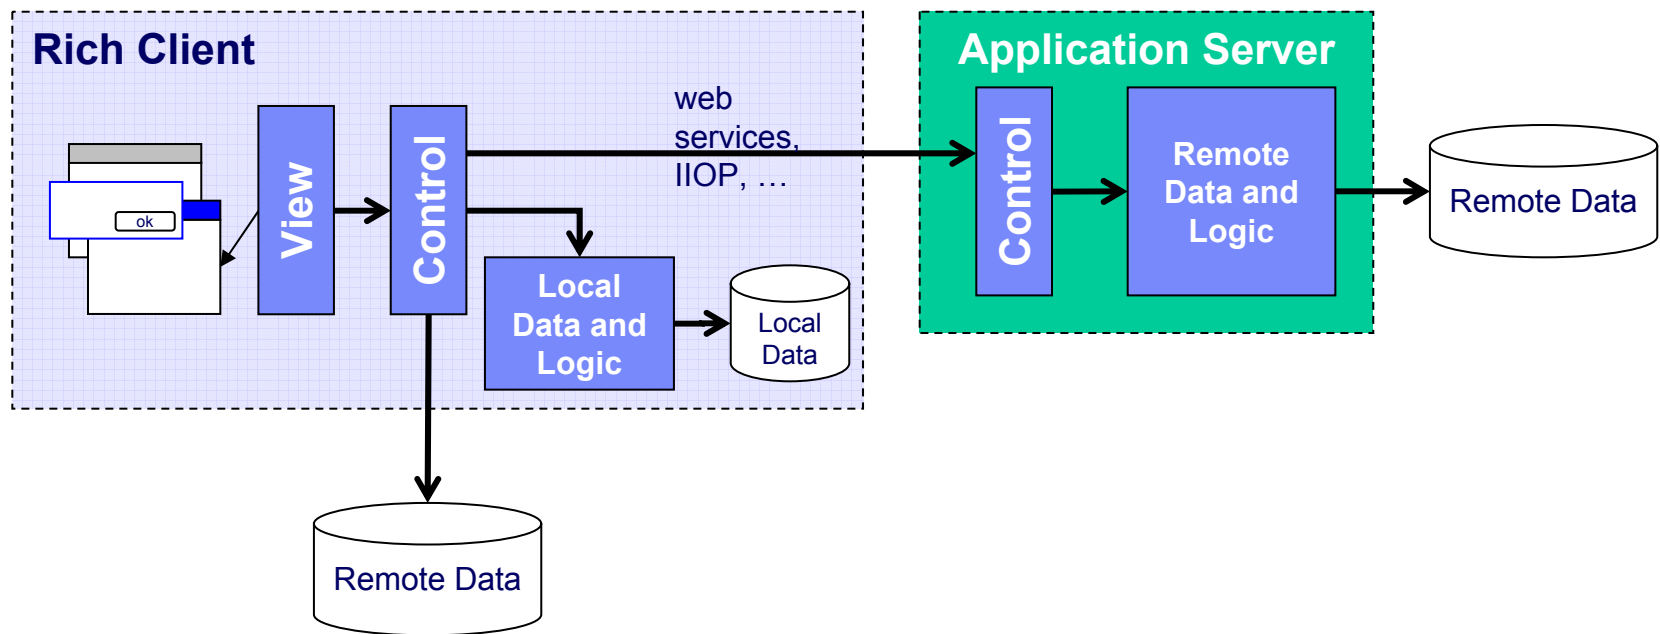 Rich Client
ok
View
Control
web
services,
IIOP, …
Local
Data and
Logic
Local
Data
Remote Data
Application Server
Control
Remote
Data and
Logic
Remote Data